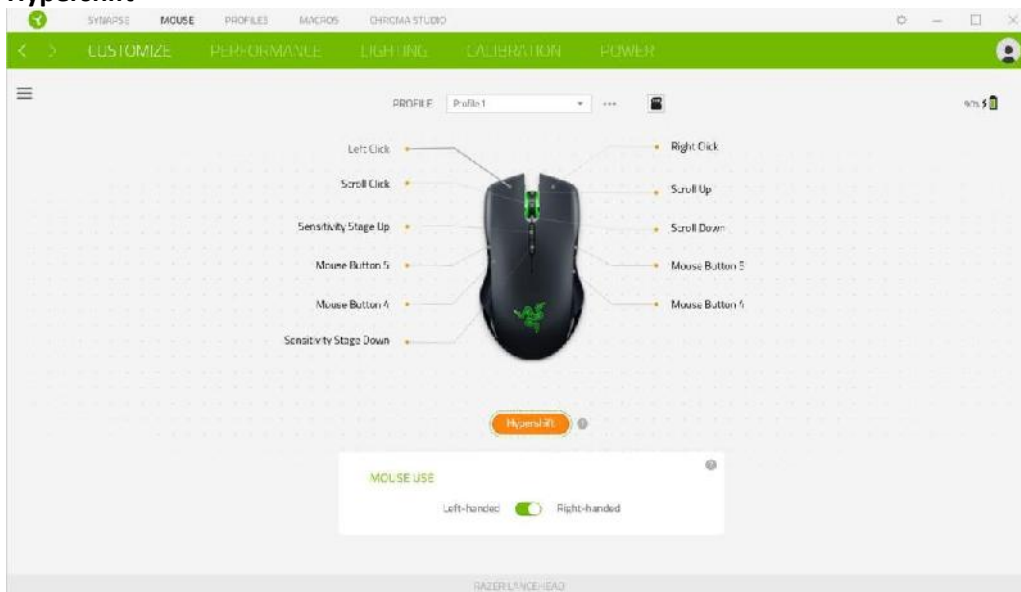 Hypershift
SYNAPSE MOUSE PROFILES MACROS CHROMA STUDIO
CUSTOMIZE PERFORMANCE LIGHTING CALIBRATION POWER
PROFILE Profile 1
90%
Left Click
Right Click
Scroll Click
Scroll Up
Sensitivity Stage Up
Scroll Down
Mouse Button 5
Mouse Button 5
Mouse Button 4
Mouse Button 4
Sensitivity Stage Down
Hypershift
MOUSE USE
Left-handed Right-handed
RAZER LANCEHEAD